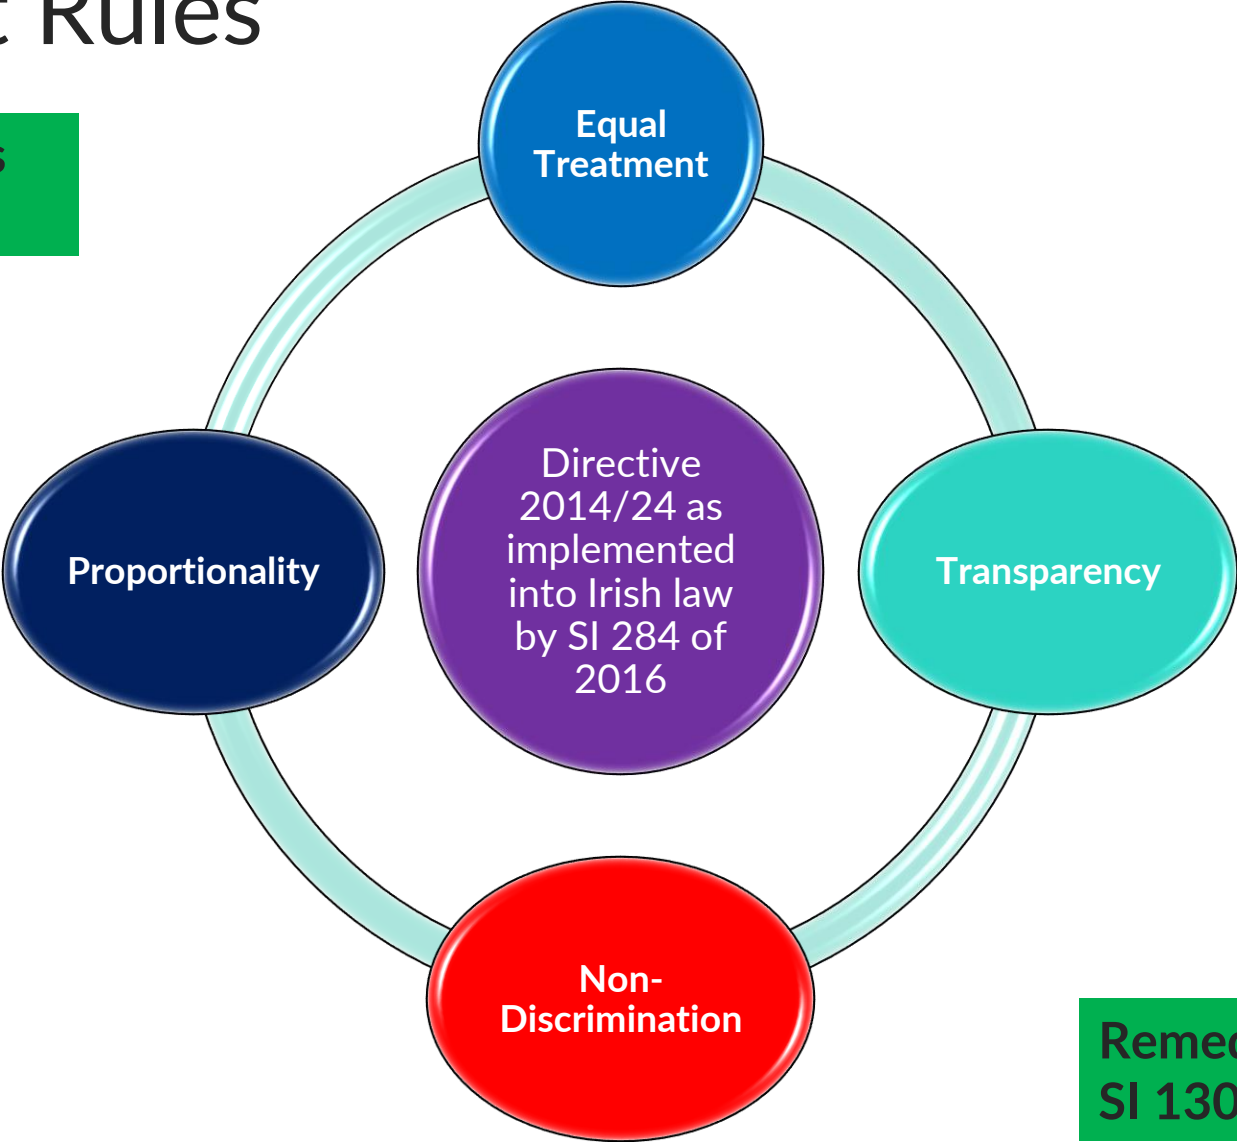 Rules
Equal
Treatment
Proportionality
Directive
2014/24 as
implemented
into Irish law
by SI 284 of
2016
Transparency
Non-
Discrimination
SI 130